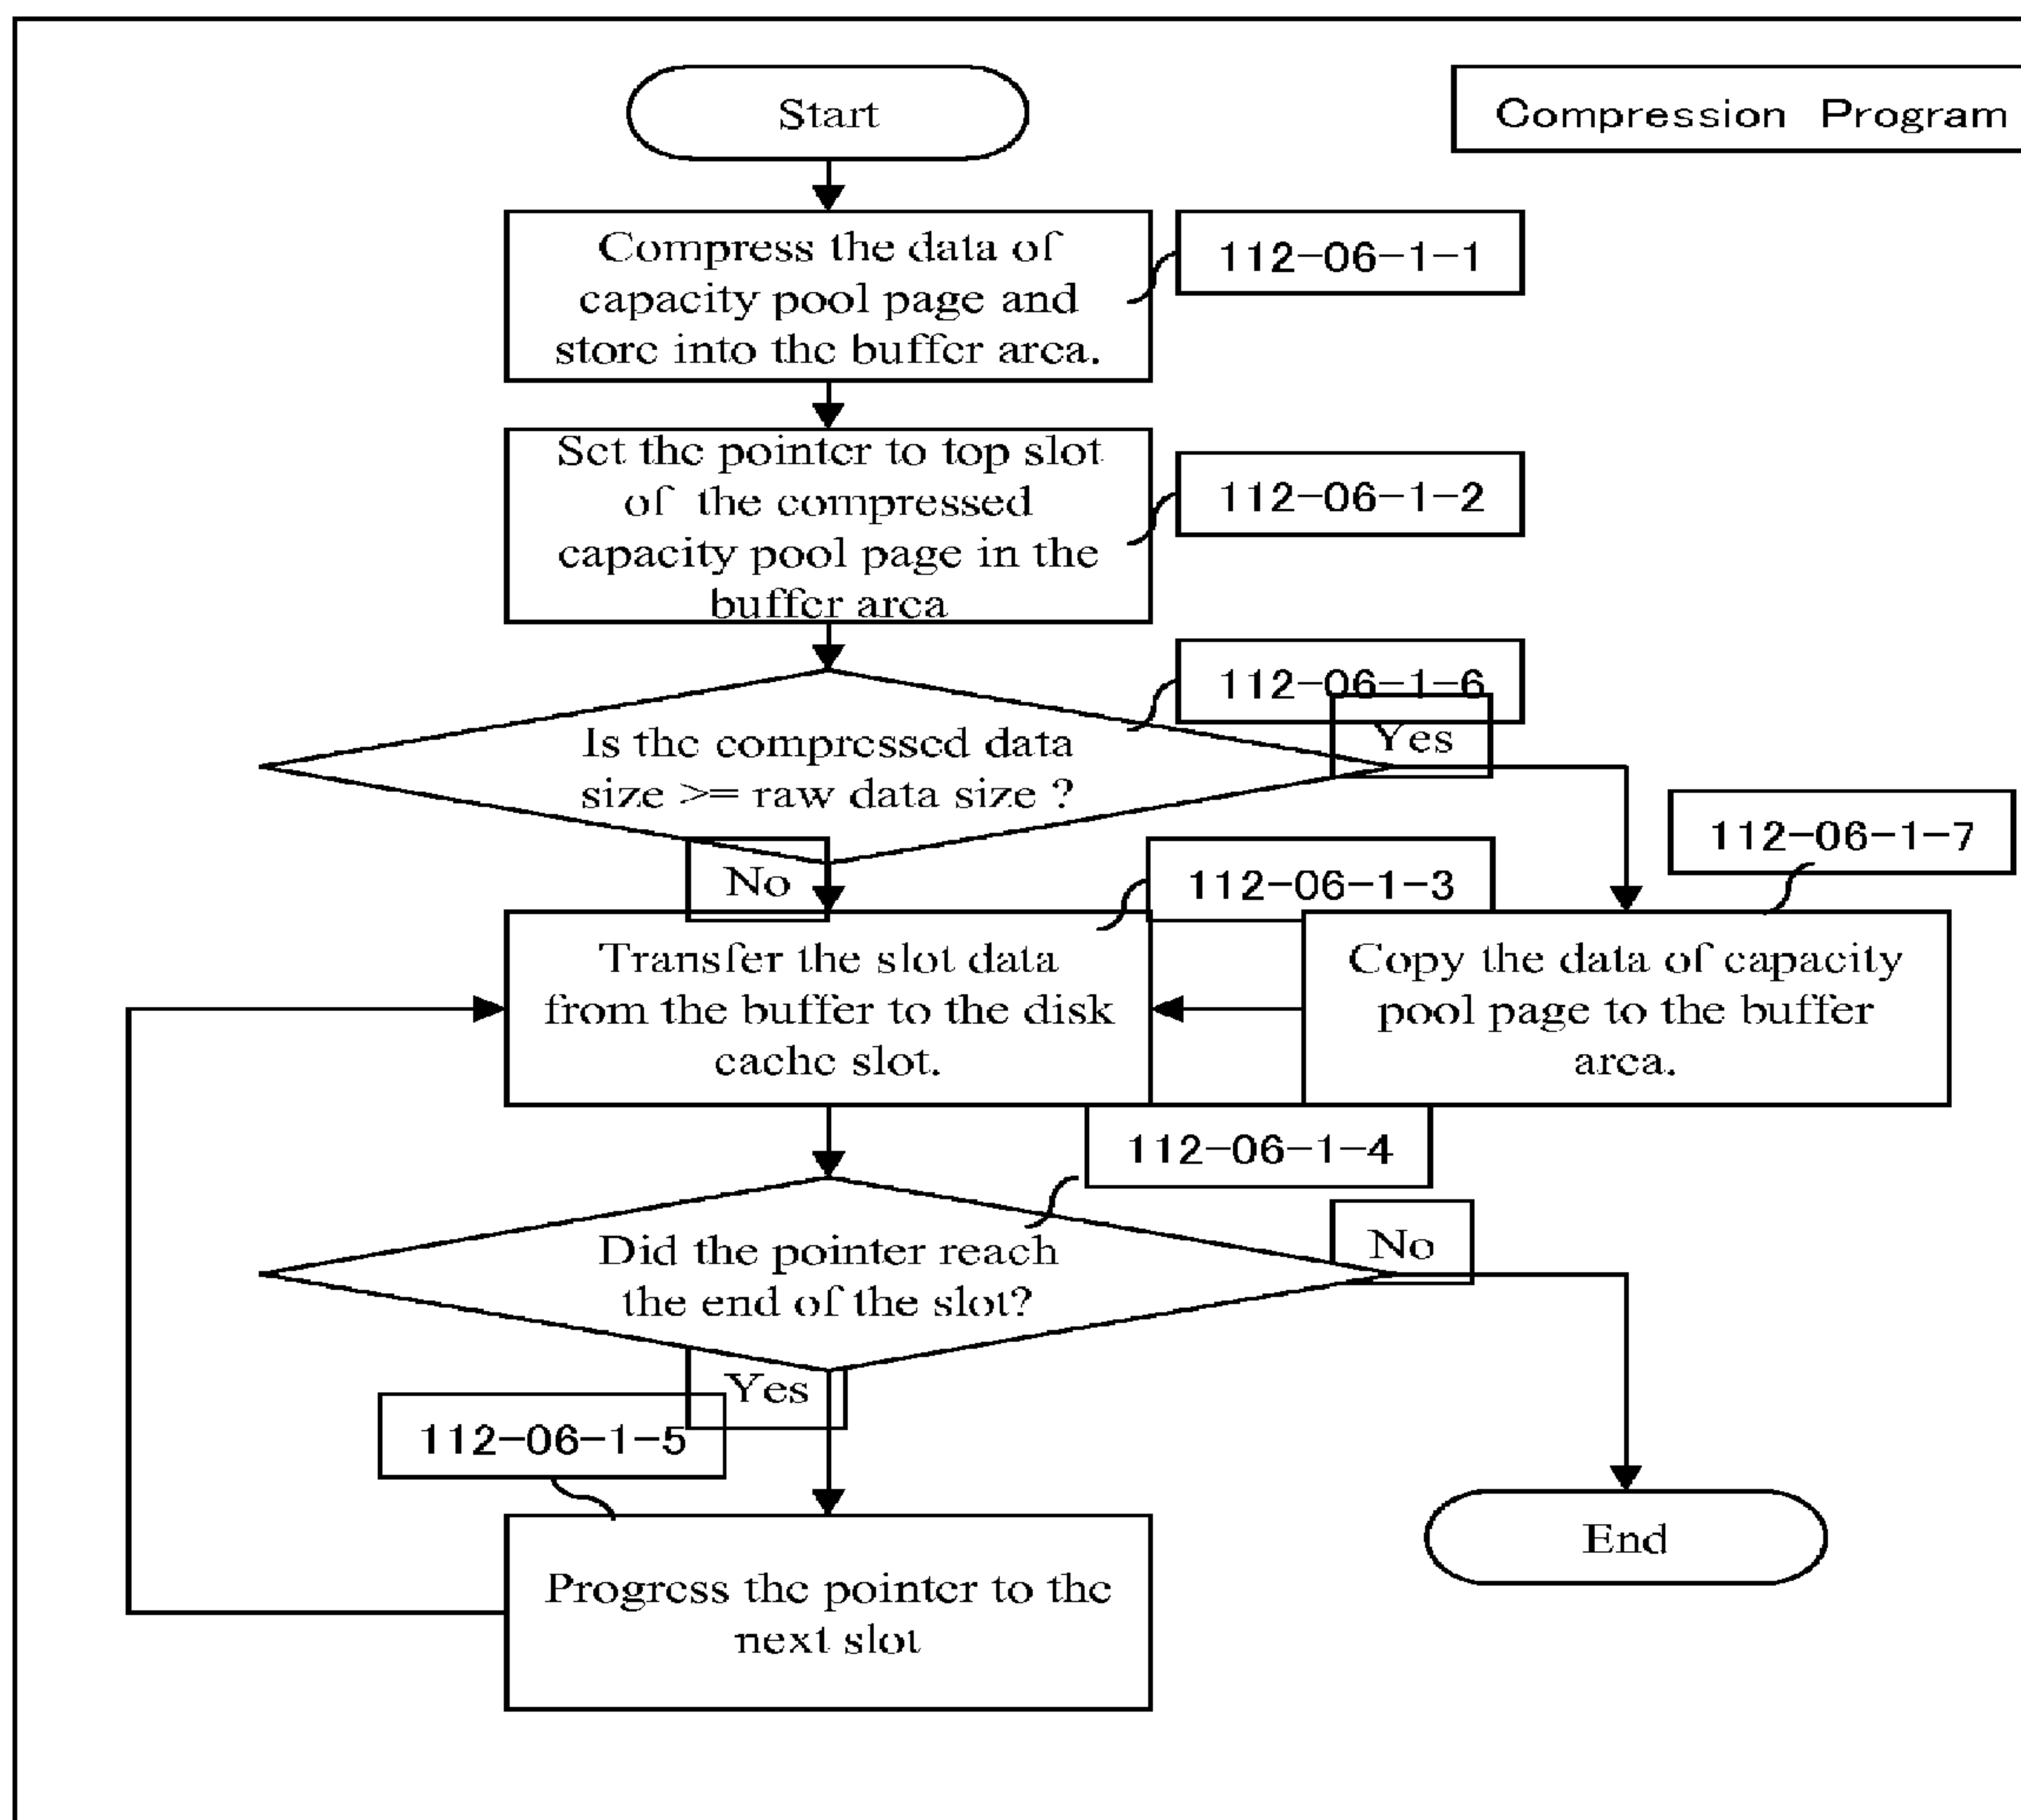 Start
Compression Program
Compress the data of
capacity pool page and
store into the buffer area.
112-06-1-1
Set the pointer to top slot
of the compressed
capacity pool page in the
buffer area
112-06-1-2
112-06-1-6
Yes
Is the compressed data
size >= raw data size ?
112-06-1-7
No
112-06-1-3
Transfer the slot data
from the buffer to the disk
cache slot.
Copy the data of capacity
pool page to the buffer
area.
112-06-1-4
Did the pointer reach
the end of the slot?
No
Yes
112-06-1-5
End
Progress the pointer to the
next slot